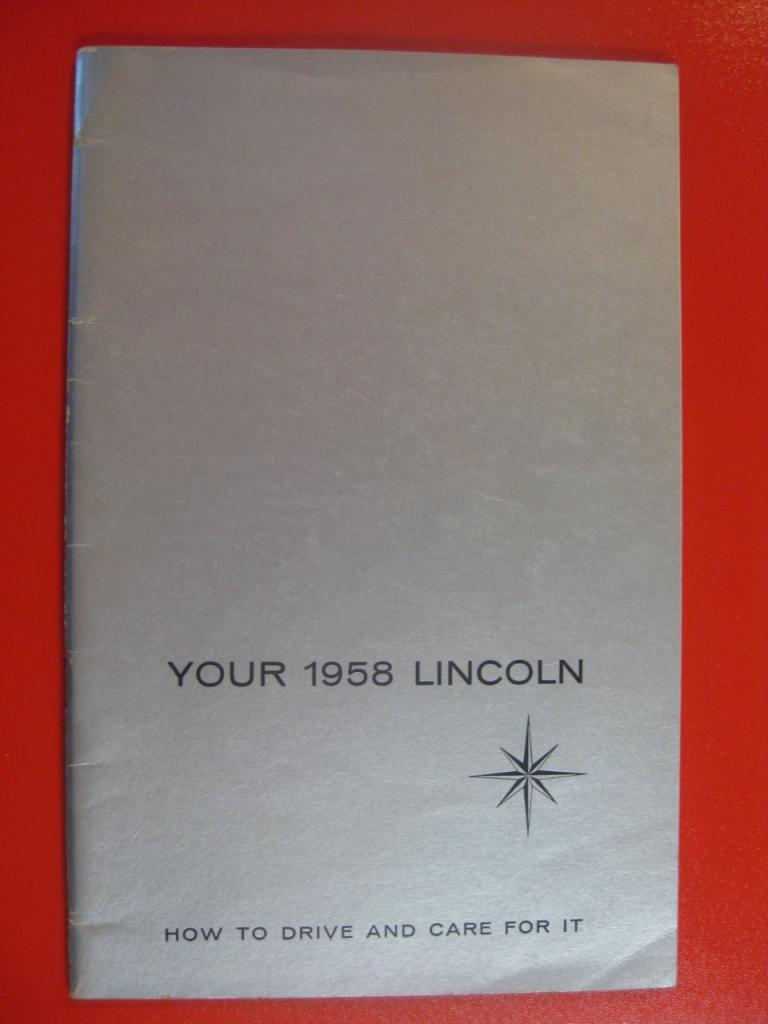 YOUR 1958 LINCOLN
HOW TO DRIVE AND CARE FOR IT